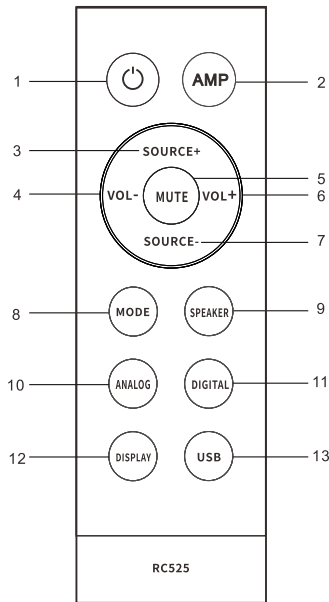 1 AMP 2
3 SOURCE+
4 VOL- MUTE VOL+ 5
6
SOURCE- 7
8 MODE SPEAKER 9
10 ANALOG DIGITAL 11
12 DISPLAY USB 13
RC525